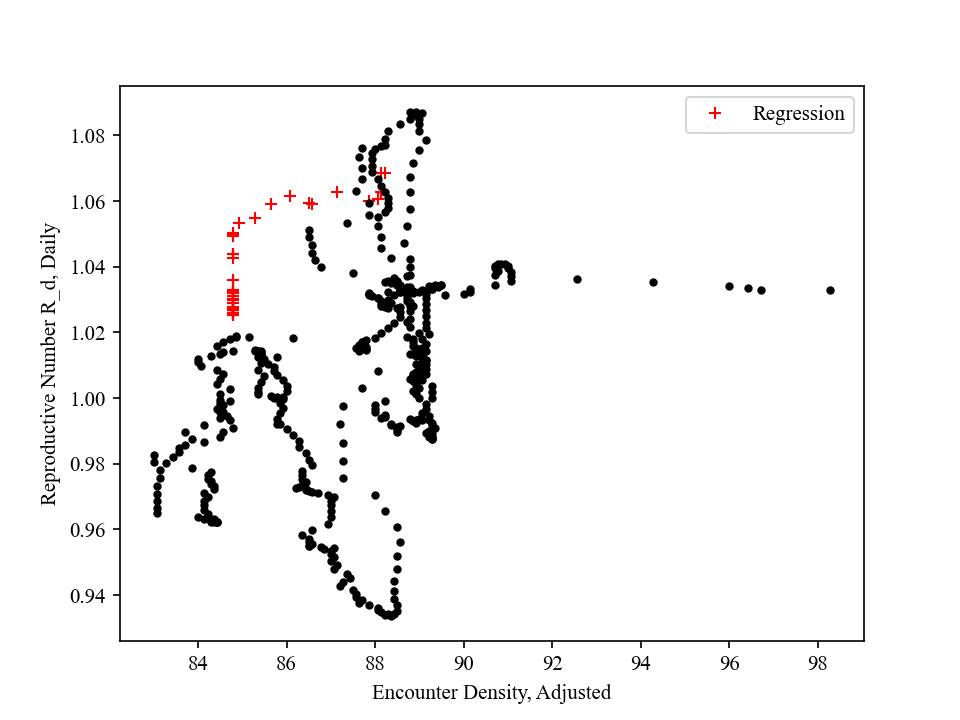 Regression
1.08
1.06
1.04
1.02
1.00
0.98
0.96
0.94
Reproductive Number R_d, Daily
84 86 88 90 92 94 96 98
Encounter Density, Adjusted